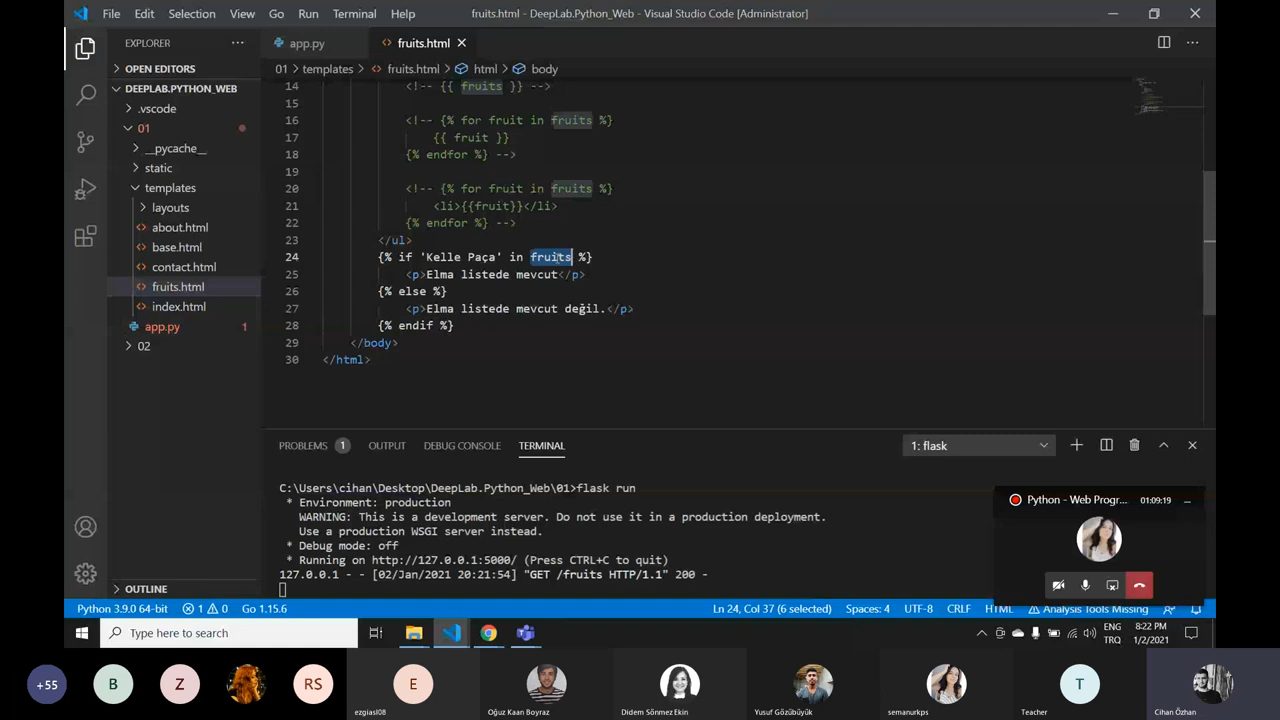 File Edit Selection View Go Run Terminal Help fruits.html - DeepLab.Python_Web - Visual Studio Code [Administrator]
EXPLORER
app.py
fruits.html
OPEN EDITORS
01 > templates > fruits.html > html > body
DEEPLAB.PYTHON_WEB
.vscode
01
__pycache__
static
templates
layouts
about.html
base.html
contact.html
fruits.html
index.html
app.py 1
02
OUTLINE
14 <!-- {{ fruits }} -->
15
16 <!-- {% for fruit in fruits %}
17 {{ fruit }}
18 {% endfor %} -->
19
20 <!-- {% for fruit in fruits %}
21 <li>{{fruit}}</li>
22 {% endfor %} -->
23 </ul>
24 {% if 'Kelle Paça' in fruits %}
25 <p>Elma listede mevcut</p>
26 {% else %}
27 <p>Elma listede mevcut değil.</p>
28 {% endif %}
29 </body>
30 </html>
PROBLEMS 1 OUTPUT DEBUG CONSOLE TERMINAL
1: flask
C:\Users\cihan\Desktop\DeepLab.Python_Web\01>flask run
* Environment: production
WARNING: This is a development server. Do not use it in a production deployment.
Use a production WSGI server instead.
* Debug mode: off
* Running on http://127.0.0.1:5000/ (Press CTRL+C to quit)
127.0.0.1 - - [02/Jan/2021 20:21:54] "GET /fruits HTTP/1.1" 200 -
Python - Web Progr... 01:09:19
Python 3.9.0 64-bit 1 0 Go 1.15.6 Ln 24, Col 37 (6 selected) Spaces: 4 UTF-8 CRLF HTML Analysis Tools Missing
Type here to search
ENG
TRQ
8:22 PM
1/2/2021
+55 B Z RS E T
ezgiasl08 Oğuz Kaan Boyraz Didem Sönmez Ekin Yusuf Gözübüyük semanurkps Teacher Cihan Özhan